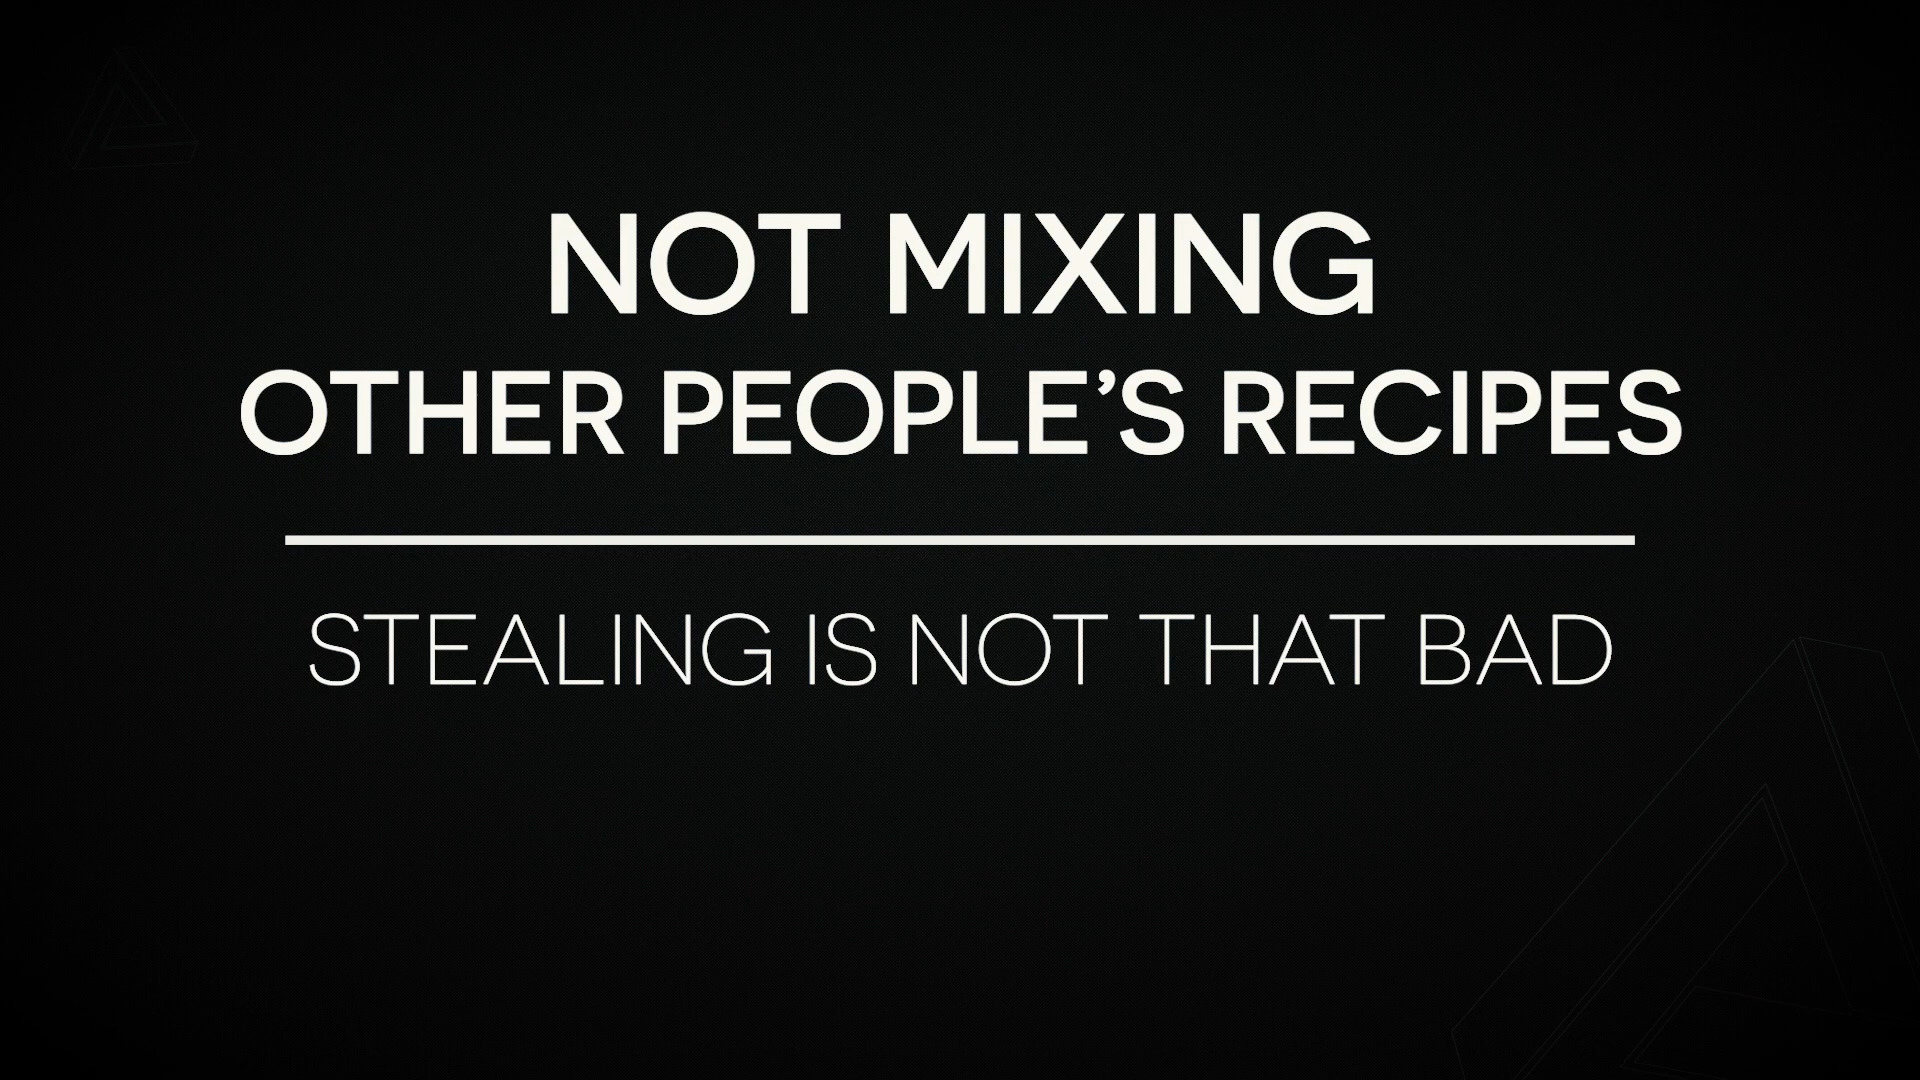 NOT MIXING
OTHER PEOPLE’S RECIPES
STEALING IS NOT THAT BAD